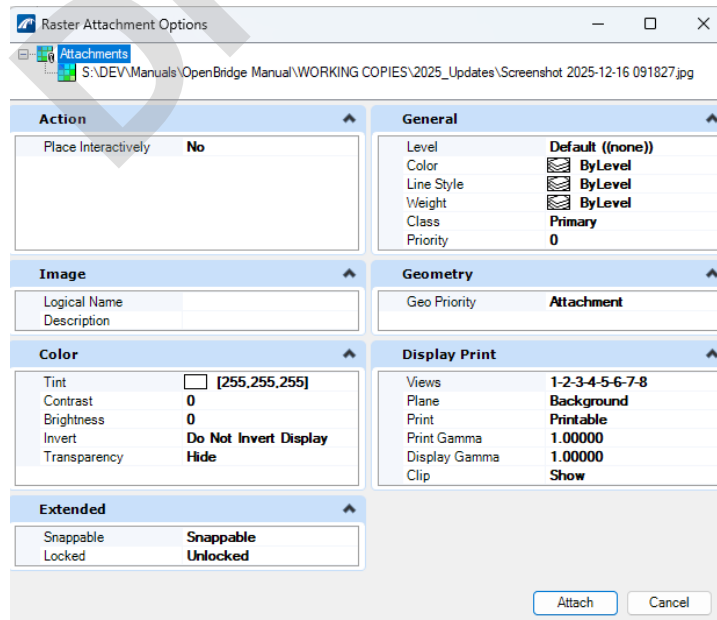 Raster Attachment Options
Attachments
S:\DEV\Manuals\OpenBridge Manual\WORKING COPIES\2025_Updates\Screenshot 2025-12-16 091827.jpg
Action
Place Interactively No
General
Level Default ((none))
Color ByLevel
Line Style ByLevel
Weight ByLevel
Class Primary
Priority 0
Image
Logical Name
Description
Geometry
Geo Priority Attachment
Color
Tint [255,255,255]
Contrast 0
Brightness 0
Invert Do Not Invert Display
Transparency Hide
Display Print
Views 1-2-3-4-5-6-7-8
Plane Background
Print Printable
Print Gamma 1.00000
Display Gamma 1.00000
Clip Show
Extended
Snappable Snappable
Locked Unlocked
Attach Cancel